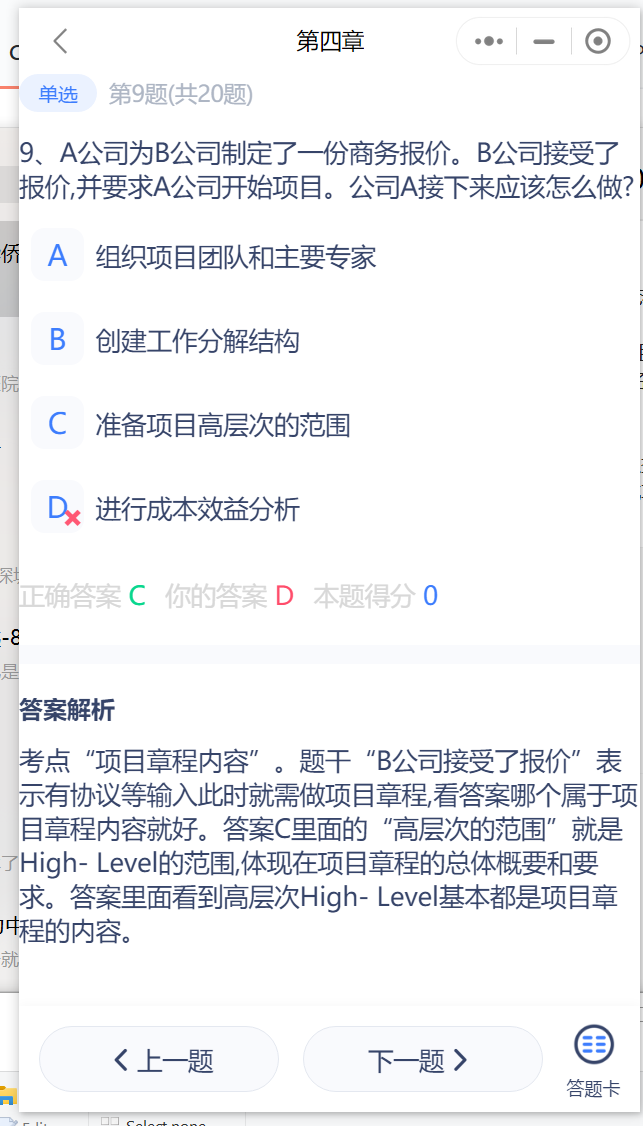 第四章
单选 第9题(共20题)
9、A公司为B公司制定了一份商务报价。B公司接受了
报价,并要求A公司开始项目。公司A接下来应该怎么做?
A 组织项目团队和主要专家
B 创建工作分解结构
C 准备项目高层次的范围
D 进行成本效益分析
正确答案 C 你的答案 D 本题得分 0
答案解析
考点“项目章程内容”。题干“B公司接受了报价”表
示有协议等输入此时就需做项目章程,看答案哪个属于项
目章程内容就好。答案C里面的“高层次的范围”就是
High- Level的范围,体现在项目章程的总体概要和要
求。答案里面看到高层次High- Level基本都是项目章
程的内容。
上一题 下一题
答题卡
侨
院
-8
是
就
Select none